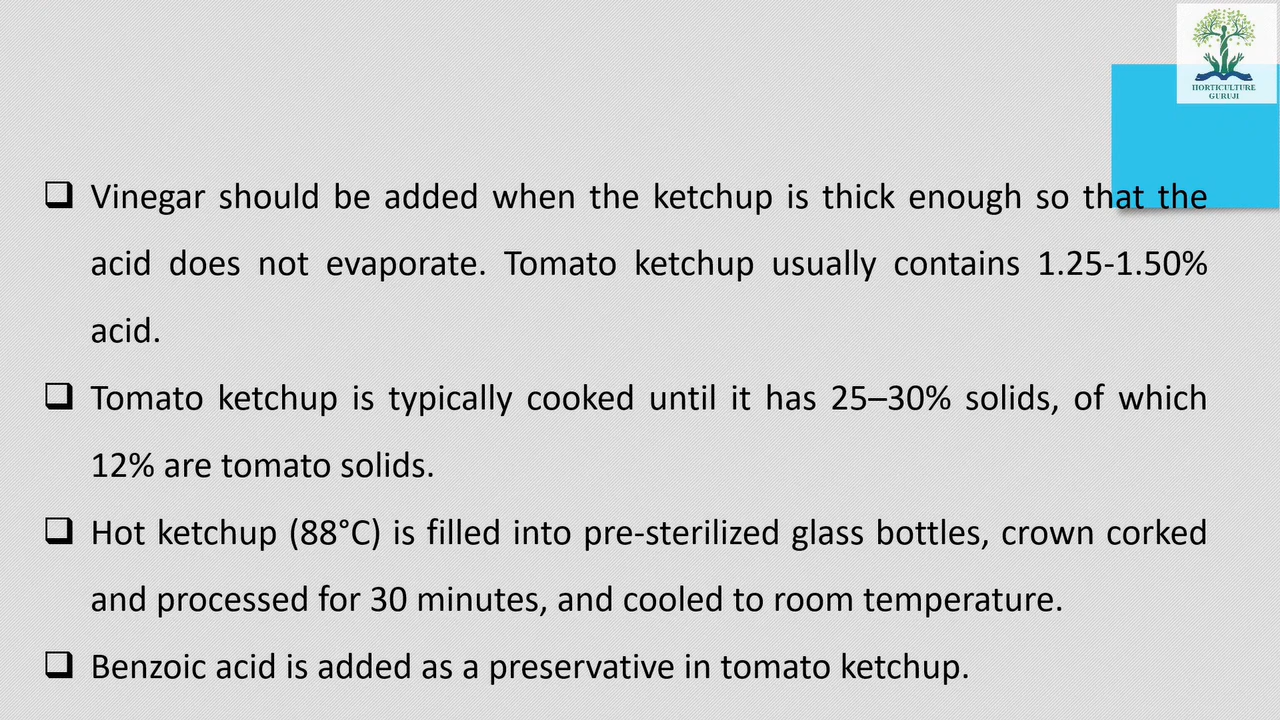 HORTICULTURE
GURUJI
❑ Vinegar should be added when the ketchup is thick enough so that the
acid does not evaporate. Tomato ketchup usually contains 1.25-1.50%
acid.
❑ Tomato ketchup is typically cooked until it has 25–30% solids, of which
12% are tomato solids.
❑ Hot ketchup (88°C) is filled into pre-sterilized glass bottles, crown corked
and processed for 30 minutes, and cooled to room temperature.
❑ Benzoic acid is added as a preservative in tomato ketchup.